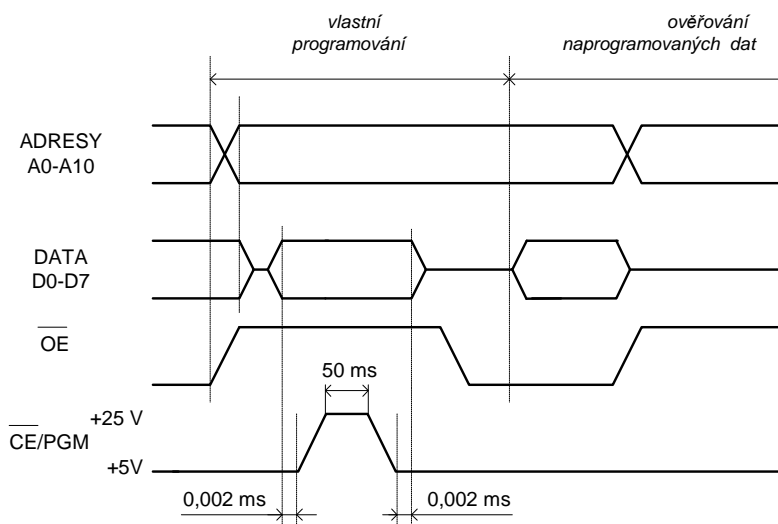 vlastní
programování
ověřování
naprogramovaných dat
ADRESY
A0-A10
DATA
D0-D7
OE
50 ms
+25 V
CE/PGM
+5V
0,002 ms
0,002 ms